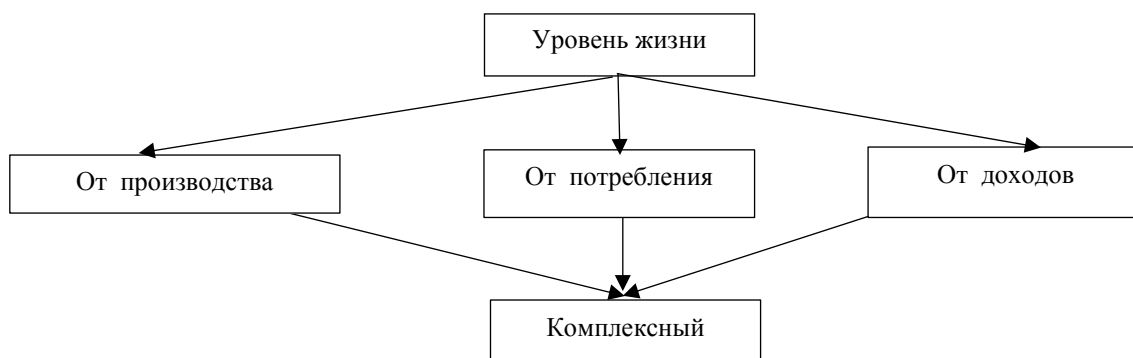 Уровень жизни
От производства
От потребления
От доходов
Комплексный